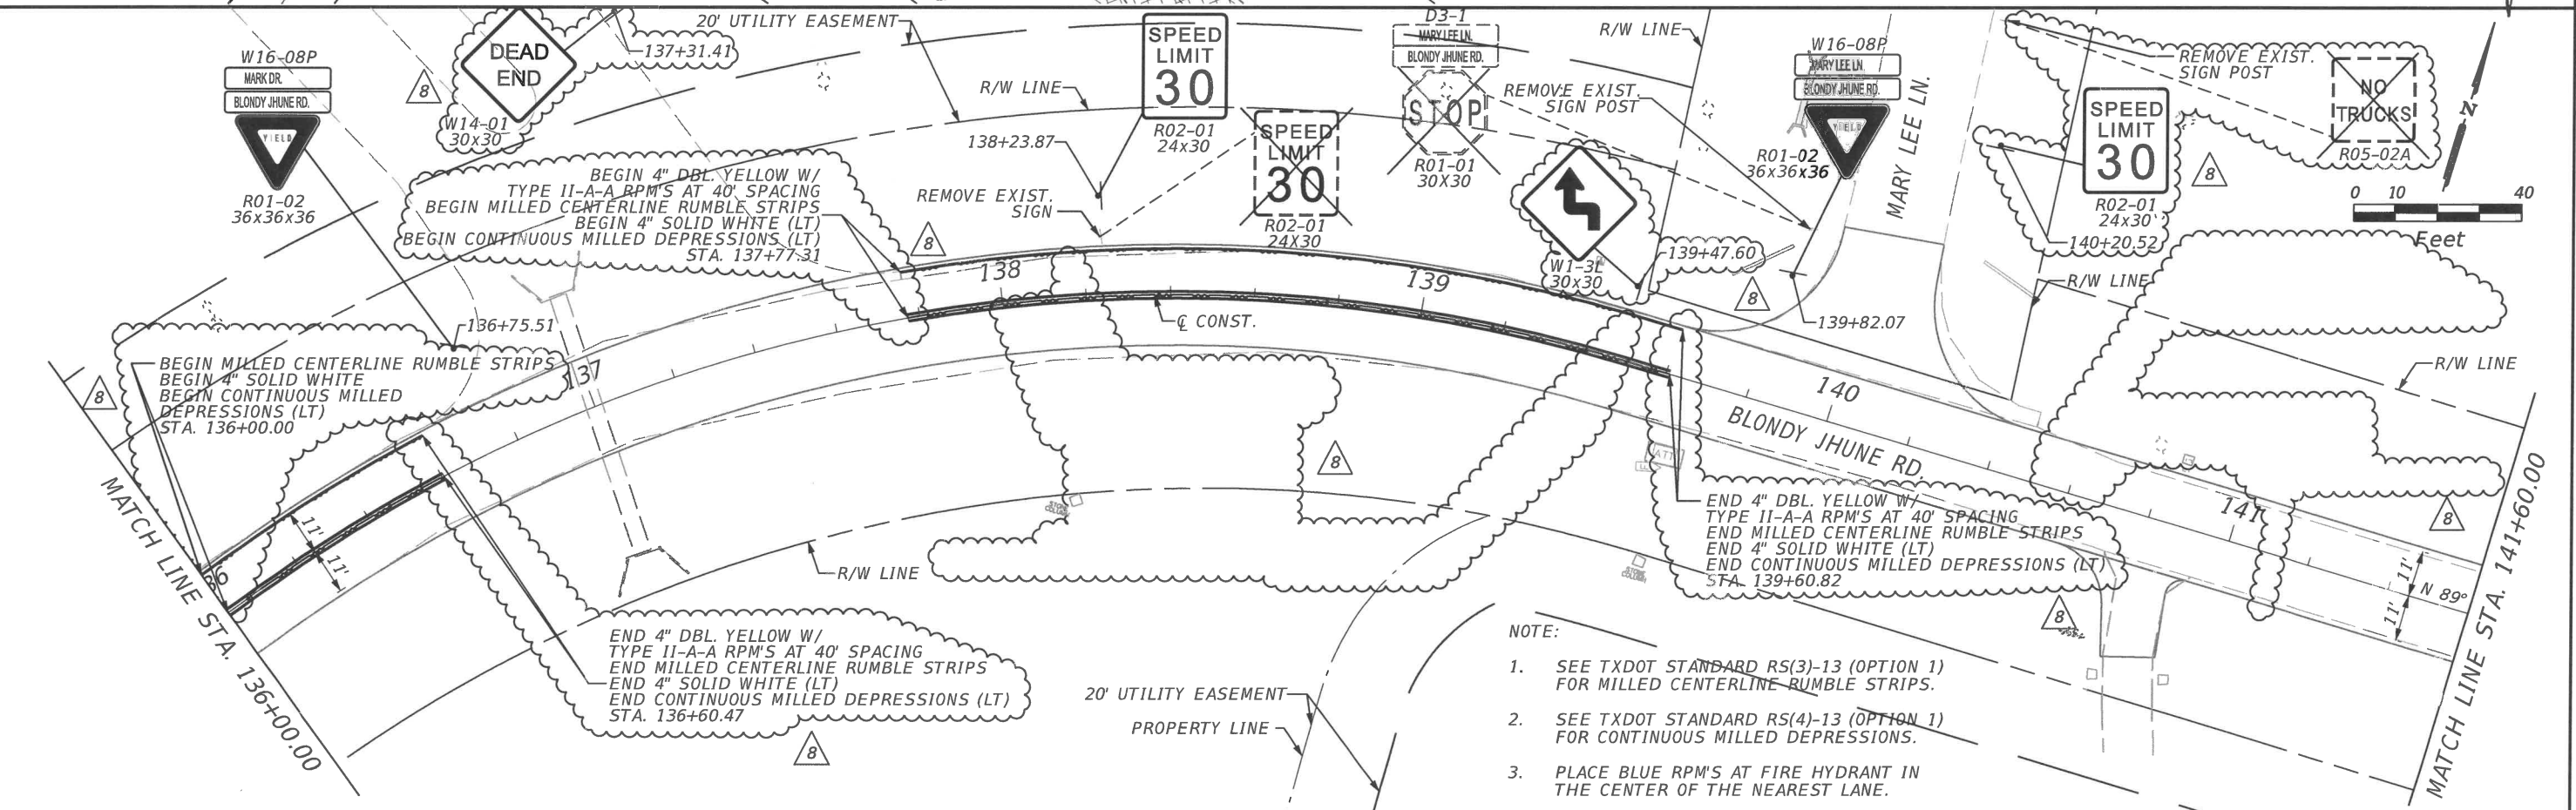 20' UTILITY EASEMENT
W16-08P
MARK DR.
BLONDY JHUNE RD.
YIELD
R01-02
36x36x36
8
DEAD
END
W14-01
30x30
137+31.41
R/W LINE
138+23.87
SPEED
LIMIT
30
R02-01
24x30
SPEED
LIMIT
30
R02-01
24X30
REMOVE EXIST.
SIGN
D3-1
MARY LEE LN.
BLONDY JHUNE RD.
STOP
R01-01
30X30
R/W LINE
REMOVE EXIST.
SIGN POST
W16-08P
MARY LEE LN
BLONDY JHUNE RD.
YIELD
R01-02
36x36x36
MARY LEE LN.
REMOVE EXIST.
SIGN POST
NO
TRUCKS
R05-02A
SPEED
LIMIT
30
R02-01
24x30
8
N
0 10 40
Feet
140+20.52
R/W LINE
BEGIN 4" DBL. YELLOW W/
TYPE II-A-A RPM'S AT 40' SPACING
BEGIN MILLED CENTERLINE RUMBLE STRIPS
BEGIN 4" SOLID WHITE (LT)
BEGIN CONTINUOUS MILLED DEPRESSIONS (LT)
STA. 137+77.31
8
138
139
W1-3L
30x30
139+47.60
8
139+82.07
℄ CONST.
136+75.51
BEGIN MILLED CENTERLINE RUMBLE STRIPS
BEGIN 4" SOLID WHITE
BEGIN CONTINUOUS MILLED
DEPRESSIONS (LT)
STA. 136+00.00
8
137
R/W LINE
140
BLONDY JHUNE RD.
8
MATCH LINE STA. 136+00.00
11'
11'
STONE
COLUMN
R/W LINE
STONE
COLUMN
END 4" DBL. YELLOW W/
TYPE II-A-A RPM'S AT 40' SPACING
END MILLED CENTERLINE RUMBLE STRIPS
END 4" SOLID WHITE (LT)
END CONTINUOUS MILLED DEPRESSIONS (LT)
STA. 139+60.82
141
8
11'
11'
N 89°
MATCH LINE STA. 141+60.00
8
END 4" DBL. YELLOW W/
TYPE II-A-A RPM'S AT 40' SPACING
END MILLED CENTERLINE RUMBLE STRIPS
END 4" SOLID WHITE (LT)
END CONTINUOUS MILLED DEPRESSIONS (LT)
STA. 136+60.47
8
20' UTILITY EASEMENT
PROPERTY LINE
NOTE:
1. SEE TXDOT STANDARD RS(3)-13 (OPTION 1)
FOR MILLED CENTERLINE RUMBLE STRIPS.
2. SEE TXDOT STANDARD RS(4)-13 (OPTION 1)
FOR CONTINUOUS MILLED DEPRESSIONS.
3. PLACE BLUE RPM'S AT FIRE HYDRANT IN
THE CENTER OF THE NEAREST LANE.